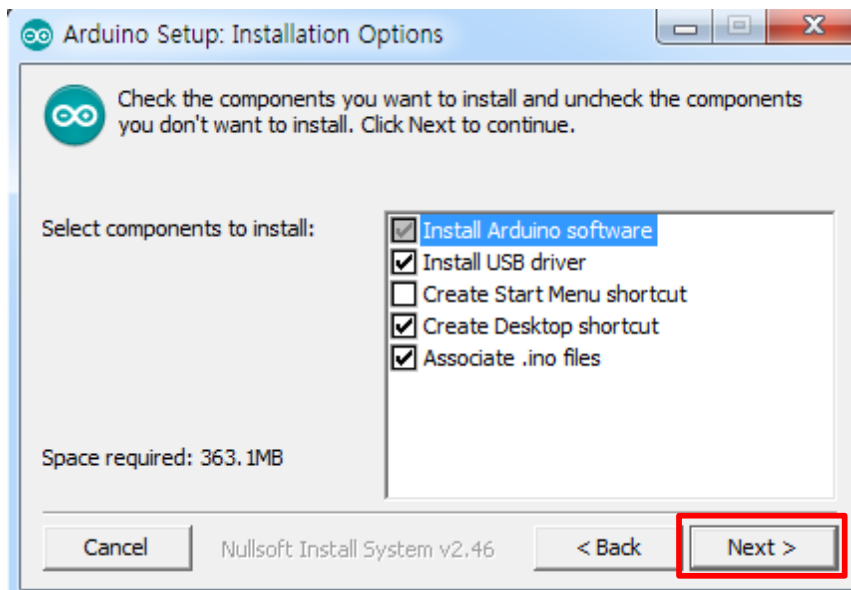 Arduino Setup: Installation Options
Check the components you want to install and uncheck the components
you don't want to install. Click Next to continue.
Select components to install:
Install Arduino software
Install USB driver
Create Start Menu shortcut
Create Desktop shortcut
Associate .ino files
Space required: 363.1MB
Cancel
Nullsoft Install System v2.46
< Back
Next >